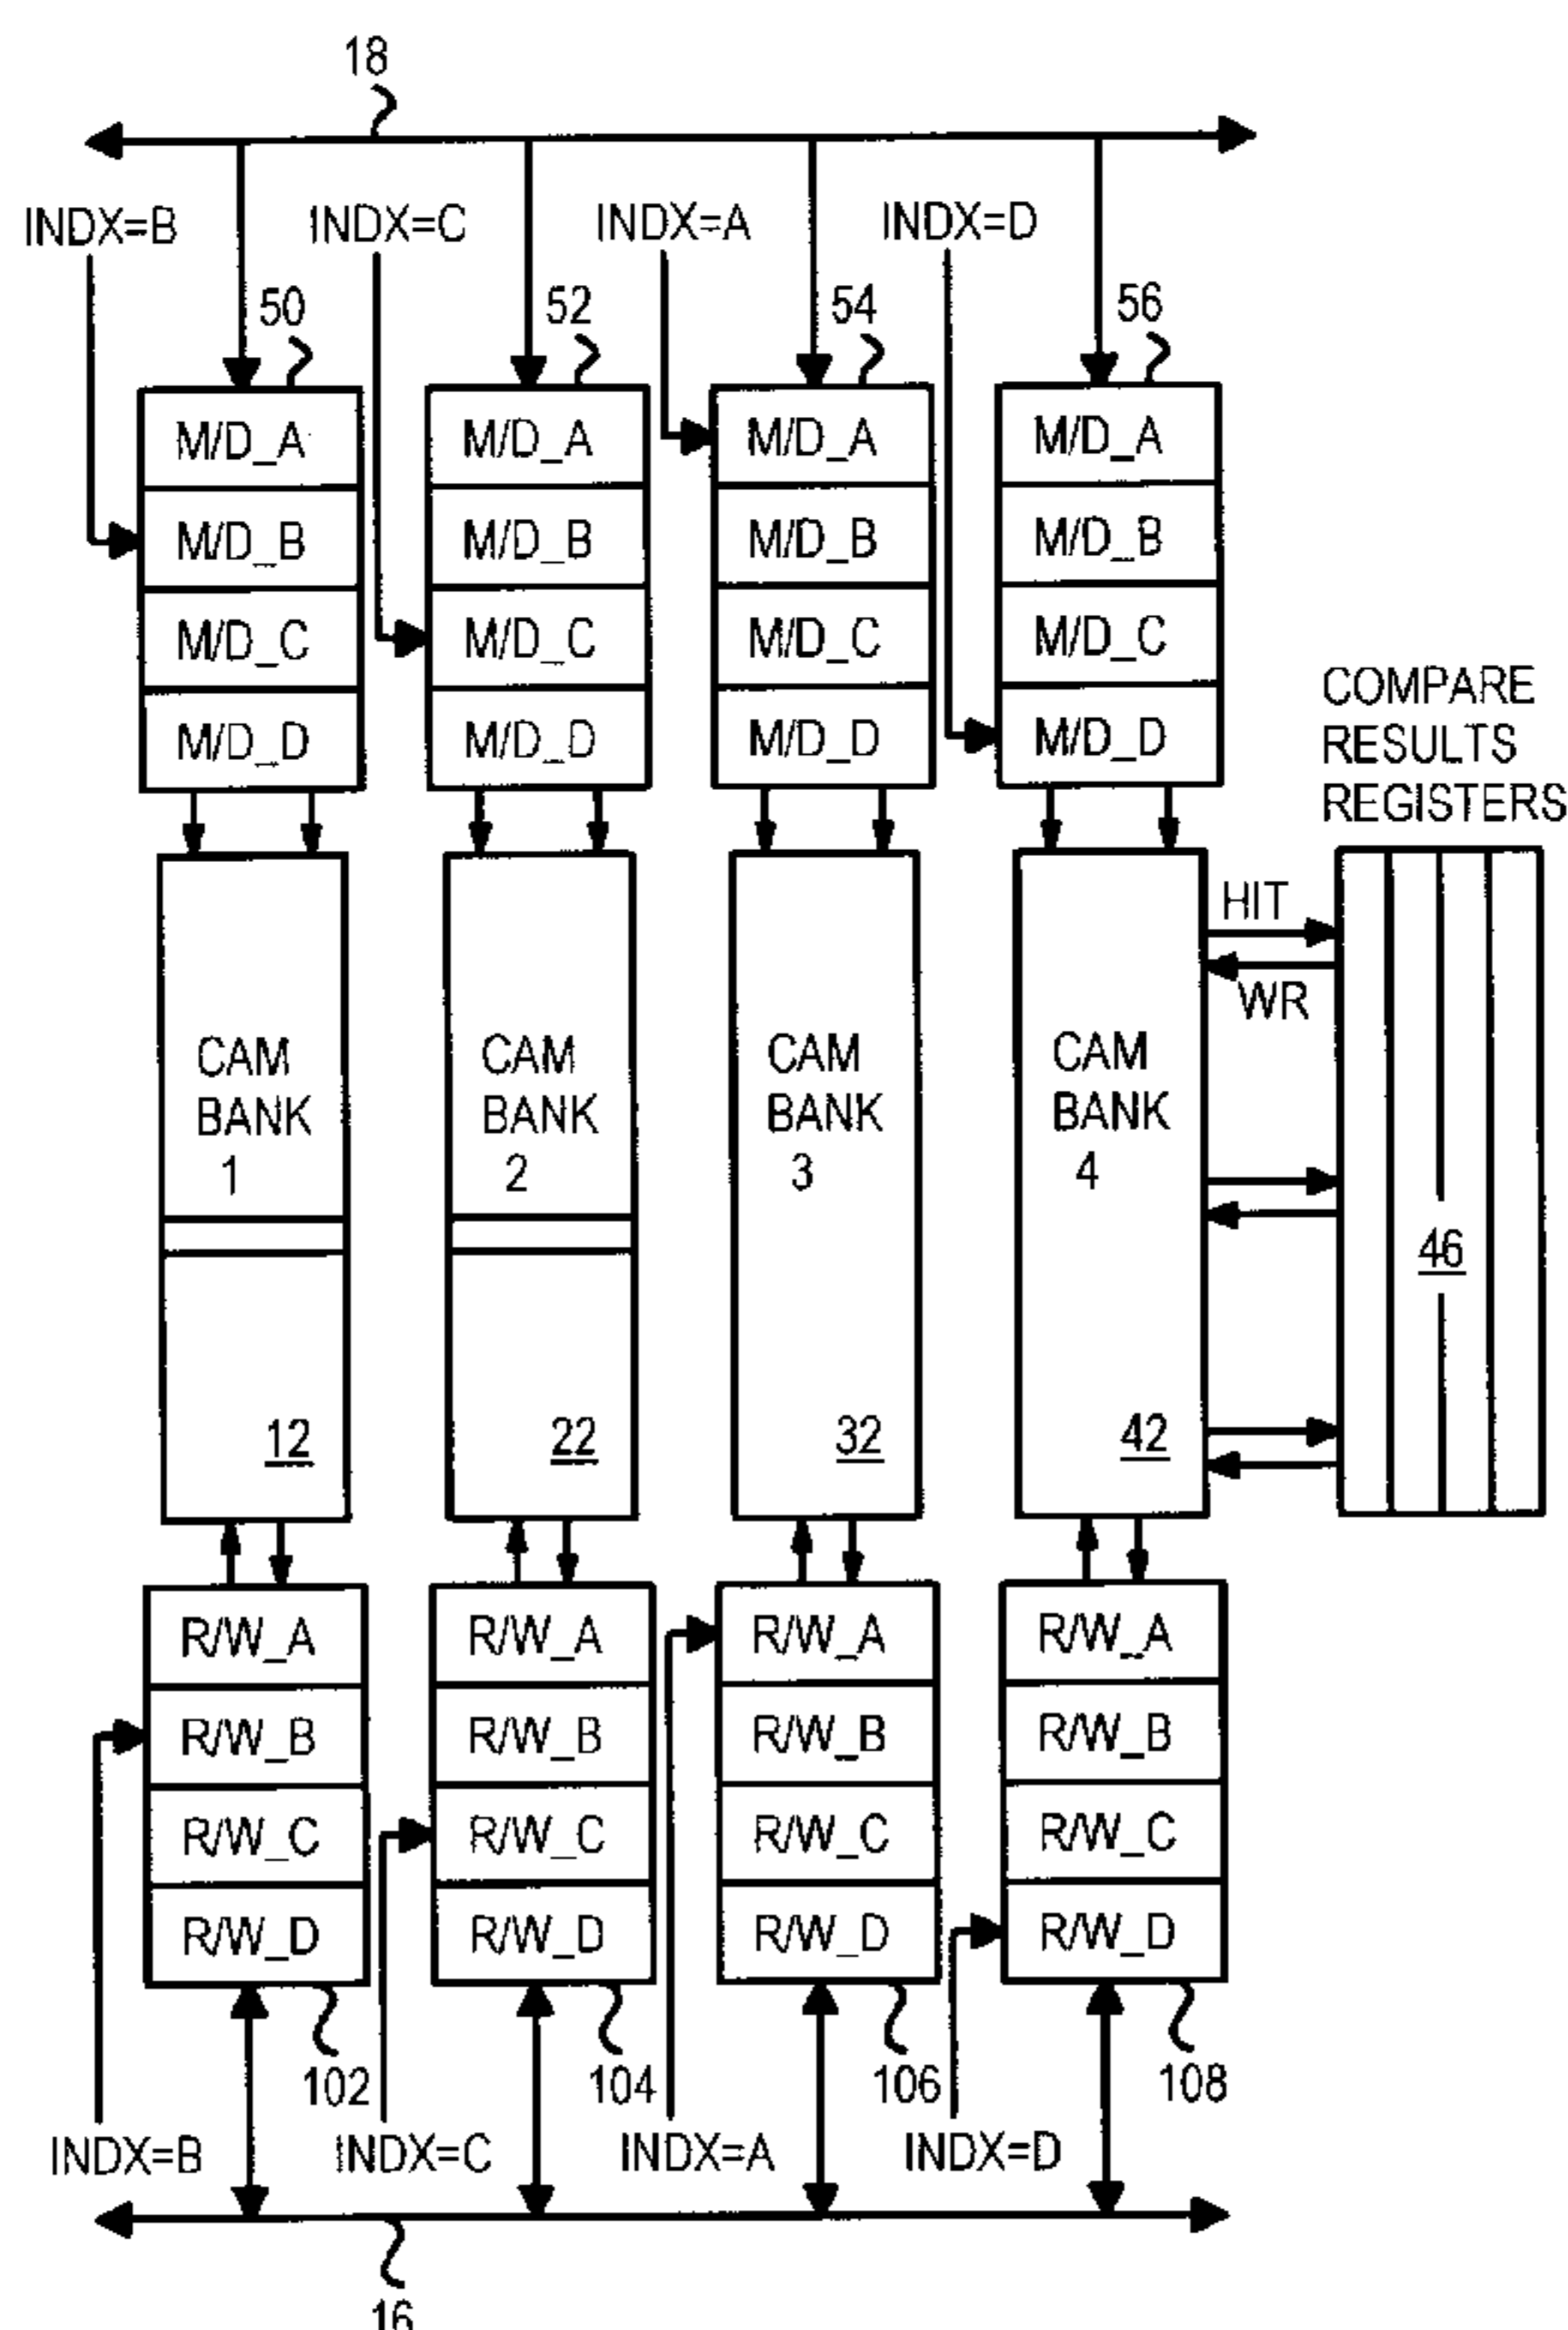 18
INDX=B
INDX=C
INDX=A
INDX=D
50
52
54
56
M/D_A
M/D_B
M/D_C
M/D_D
M/D_A
M/D_B
M/D_C
M/D_D
M/D_A
M/D_B
M/D_C
M/D_D
M/D_A
M/D_B
M/D_C
M/D_D
COMPARE
RESULTS
REGISTERS
CAM
BANK
1
12
CAM
BANK
2
22
CAM
BANK
3
32
CAM
BANK
4
42
HIT
WR
46
R/W_A
R/W_B
R/W_C
R/W_D
R/W_A
R/W_B
R/W_C
R/W_D
R/W_A
R/W_B
R/W_C
R/W_D
R/W_A
R/W_B
R/W_C
R/W_D
102
104
106
108
INDX=B
INDX=C
INDX=A
INDX=D
16